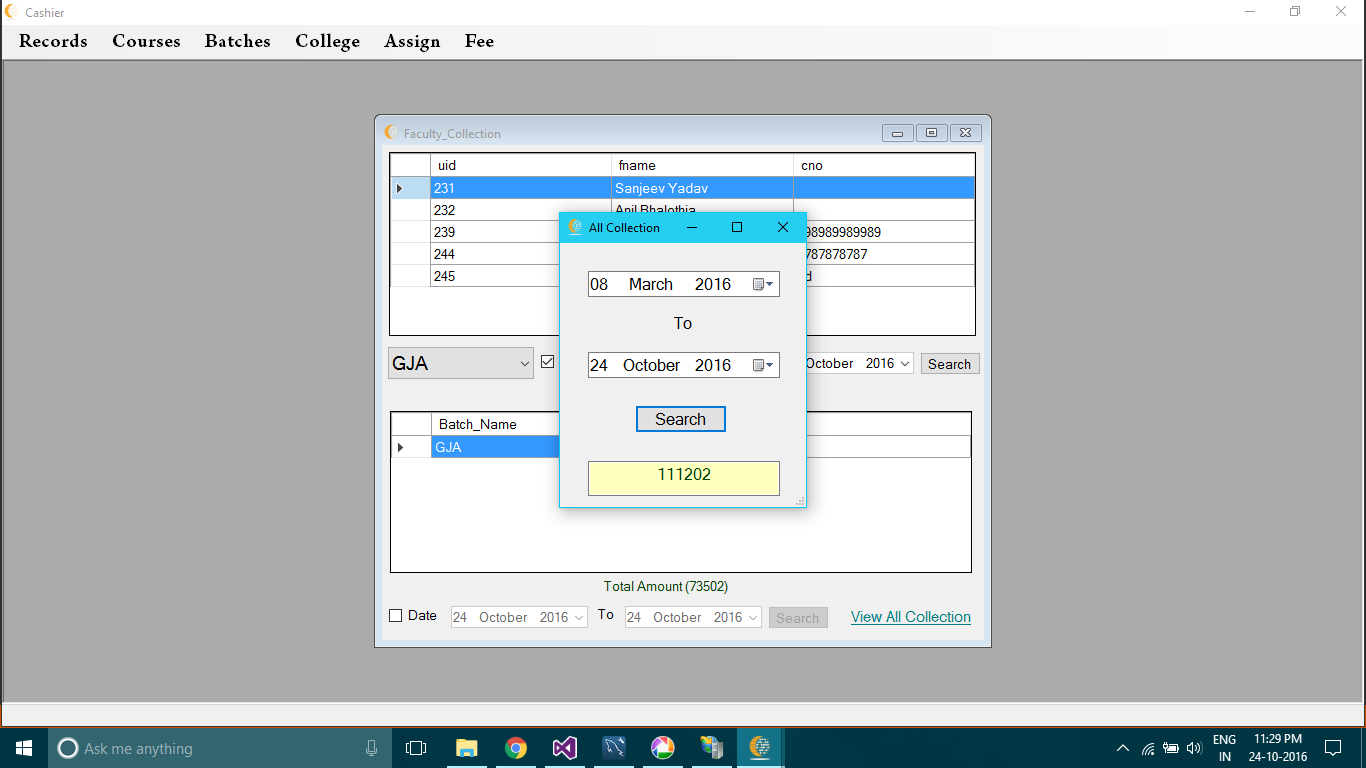 Cashier
Records Courses Batches College Assign Fee
Faculty_Collection
uid fname cno
231 Sanjeev Yadav
232 Anil Bhalothia
239 98989989989
244 787878787
245
All Collection
08 March 2016
To
24 October 2016
Search
111202
GJA
October 2016 Search
Batch_Name
GJA
Total Amount (73502)
Date 24 October 2016 To 24 October 2016 Search View All Collection
Ask me anything
ENG 11:29 PM
IN 24-10-2016